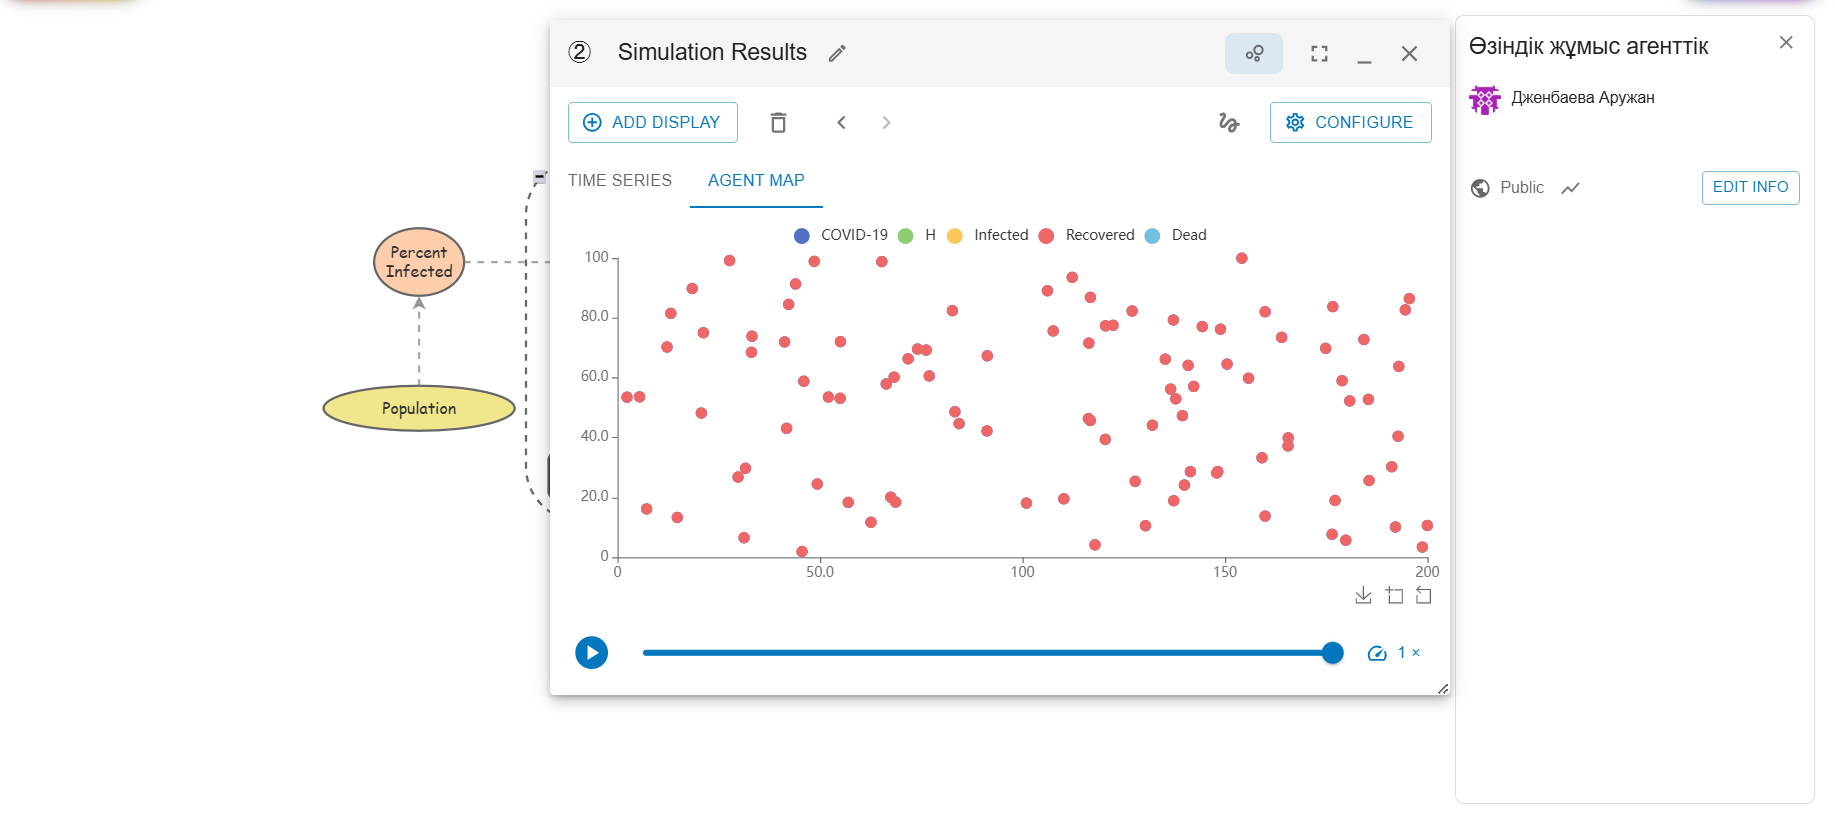 ② Simulation Results
ADD DISPLAY
CONFIGURE
TIME SERIES
AGENT MAP
COVID-19 H Infected Recovered Dead
100
80.0
60.0
40.0
20.0
0
0 50.0 100 150 200
1 ×
Percent
Infected
Population
Өзіндік жұмыс агенттік
Дженбаева Аружан
Public
EDIT INFO